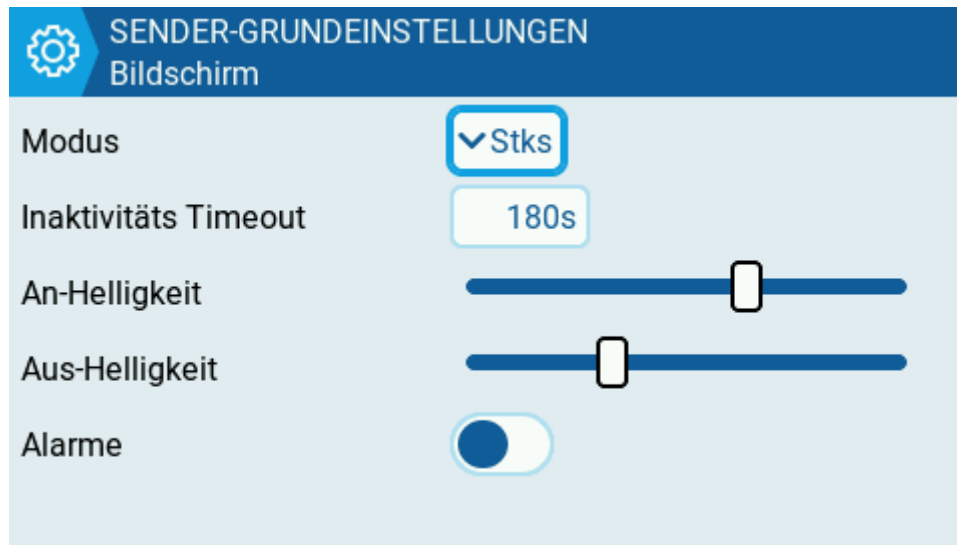 SENDER-GRUNDEINSTELLUNGEN
Bildschirm
Modus Stks
Inaktivitäts Timeout 180s
An-Helligkeit
Aus-Helligkeit
Alarme